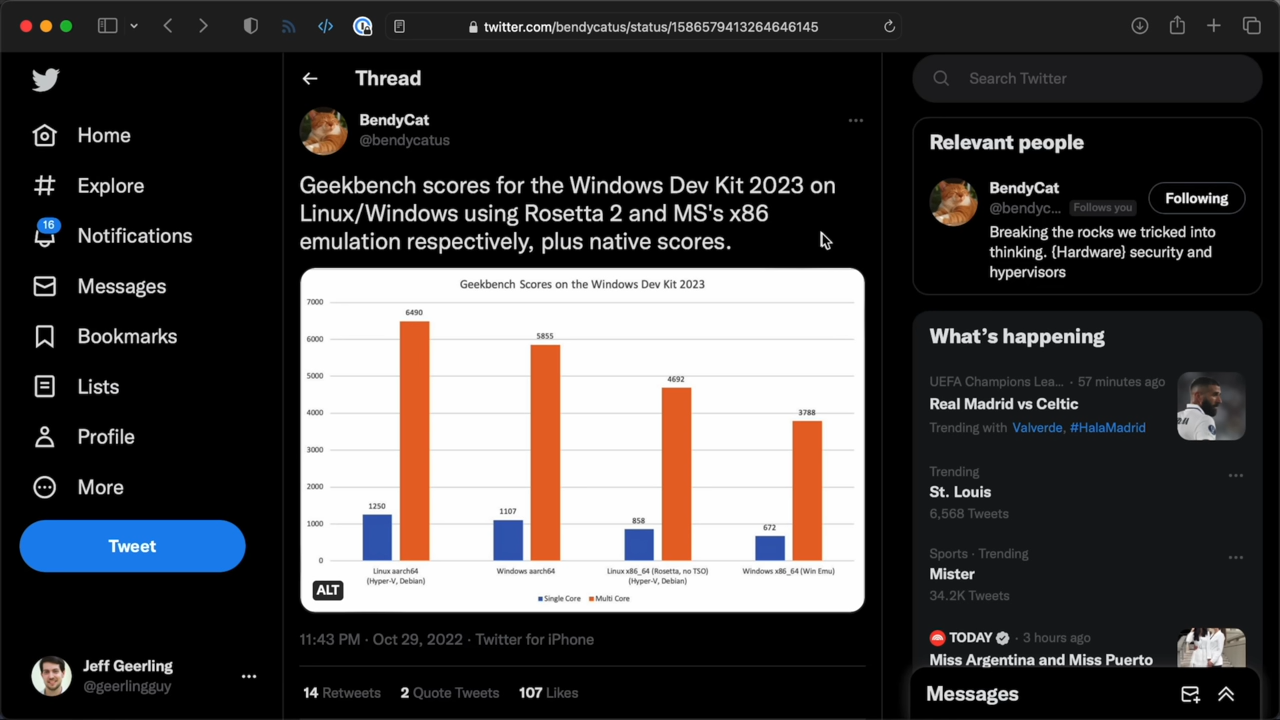 twitter.com/bendycatus/status/1586579413264646145
Home
Explore
16
Notifications
Messages
Bookmarks
Lists
Profile
More
Tweet
Jeff Geerling
@geerlingguy
Thread
BendyCat
@bendycatus
Geekbench scores for the Windows Dev Kit 2023 on
Linux/Windows using Rosetta 2 and MS's x86
emulation respectively, plus native scores.
Geekbench Scores on the Windows Dev Kit 2023
7000
6000
5000
4000
3000
2000
1000
0
1250
6490
1107
5855
858
4692
672
3788
Linux aarch64
(Hyper-V, Debian)
Windows aarch64
Linux x86_64 (Rosetta, no TSO)
(Hyper-V, Debian)
Windows x86_64 (Win Emu)
Single Core
Multi Core
ALT
11:43 PM · Oct 29, 2022 · Twitter for iPhone
14 Retweets 2 Quote Tweets 107 Likes
Search Twitter
Relevant people
BendyCat
@bendyc... Follows you
Following
Breaking the rocks we tricked into
thinking. {Hardware} security and
hypervisors
What's happening
UEFA Champions Lea... · 57 minutes ago
Real Madrid vs Celtic
Trending with Valverde, #HalaMadrid
Trending
St. Louis
6,568 Tweets
Sports · Trending
Mister
34.2K Tweets
TODAY · 3 hours ago
Miss Argentina and Miss Puerto
Messages